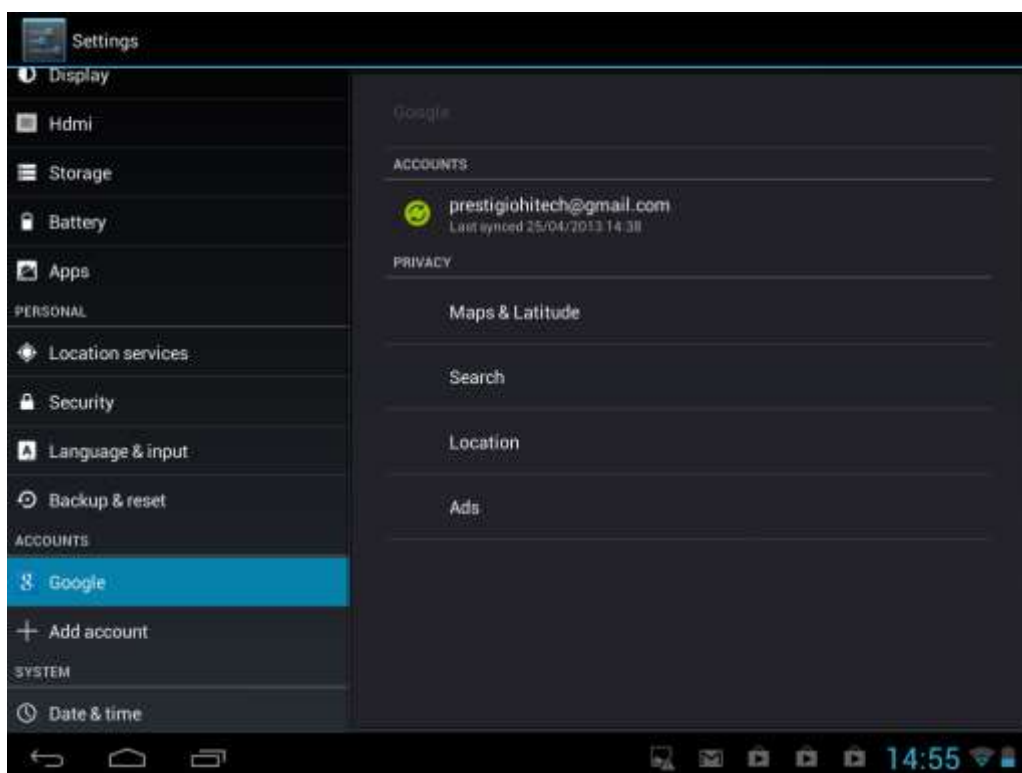 Settings
Display
Hdmi
Storage
Battery
Apps
PERSONAL
Location services
Security
Language & input
Backup & reset
ACCOUNTS
Google
Add account
SYSTEM
Date & time
Google
ACCOUNTS
prestigiohitech@gmail.com
Last synced 25/04/2013 14:38
PRIVACY
Maps & Latitude
Search
Location
Ads
14:55